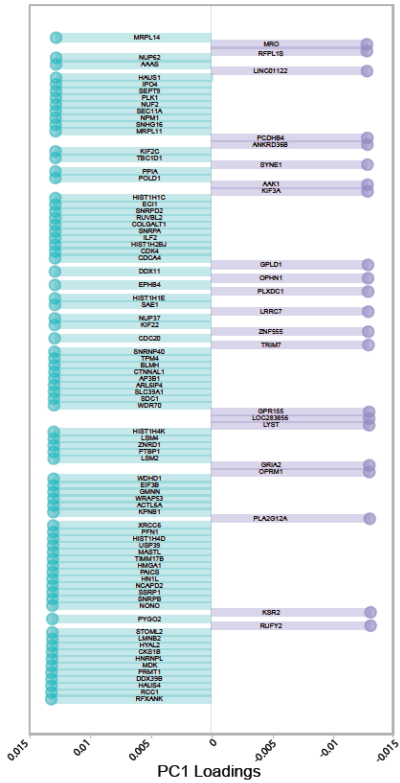 MRPL14
MRO
RFPL1S
NUP62
AAAS
LINC01122
HAUS1
IPO4
SEPT9
PLK1
NUF2
SEC11A
NPM1
SNHG16
MRPL11
PCDHB4
ANKRD36B
KIF2C
TBC1D1
SYNE1
PPIA
POLD1
AAK1
KIF3A
HIST1H1C
ECI1
SNRPD2
RUVBL2
COLGALT1
SNRPA
ILF2
HIST1H2BJ
CDK4
CDCA4
GPLD1
DDX11
OPHN1
EPHB4
PLXDC1
HIST1H1E
SAE1
LRRC7
NUP37
KIF22
ZNF555
CDC20
TRIM7
SNRNP40
TPM4
BLMH
CTNNAL1
AP3B1
ARL6IP4
SLC39A1
SDC1
WDR70
GPR155
LOC283856
LYST
HIST1H4K
LSM4
ZNRD1
PTBP1
LSM2
GRIA2
OPRM1
WDHD1
EIF3B
GMNN
WRAP53
ACTL6A
KPNB1
PLA2G12A
XRCC6
PFN1
HIST1H4D
USP39
MASTL
TIMM17B
HMGA1
PAICS
HN1L
NCAPD2
SSRP1
SNRPB
NONO
KSR2
PYGO2
RUFY2
STOML2
LMNB2
HYAL2
CKS1B
HNRNPL
MDK
PRMT1
DDX39B
HAUS4
RCC1
RFXANK
0.015 0.01 0.005 0 -0.005 -0.01 -0.015
PC1 Loadings